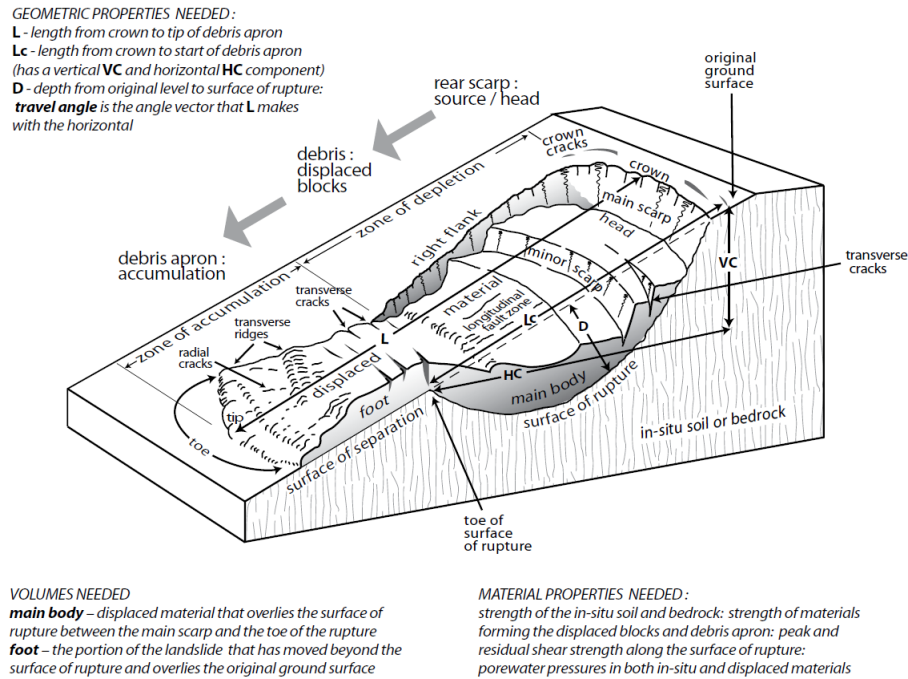 GEOMETRIC PROPERTIES NEEDED :
L - length from crown to tip of debris apron
Lc - length from crown to start of debris apron
(has a vertical VC and horizontal HC component)
D - depth from original level to surface of rupture:
travel angle is the angle vector that L makes
with the horizontal
rear scarp :
source / head
original
ground
surface
debris :
displaced
blocks
debris apron :
accumulation
zone of depletion
zone of accumulation
crown
cracks
crown
main scarp
head
right flank
minor scarp
VC
transverse
cracks
transverse
cracks
material
longitudinal
fault zone
Lc
D
L
transverse
ridges
radial
cracks
displaced
HC
main body
surface of rupture
foot
tip
toe
surface of separation
in-situ soil or bedrock
toe of
surface
of rupture
VOLUMES NEEDED
main body – displaced material that overlies the surface of
rupture between the main scarp and the toe of the rupture
foot – the portion of the landslide that has moved beyond the
surface of rupture and overlies the original ground surface
MATERIAL PROPERTIES NEEDED :
strength of the in-situ soil and bedrock: strength of materials
forming the displaced blocks and debris apron: peak and
residual shear strength along the surface of rupture:
porewater pressures in both in-situ and displaced materials